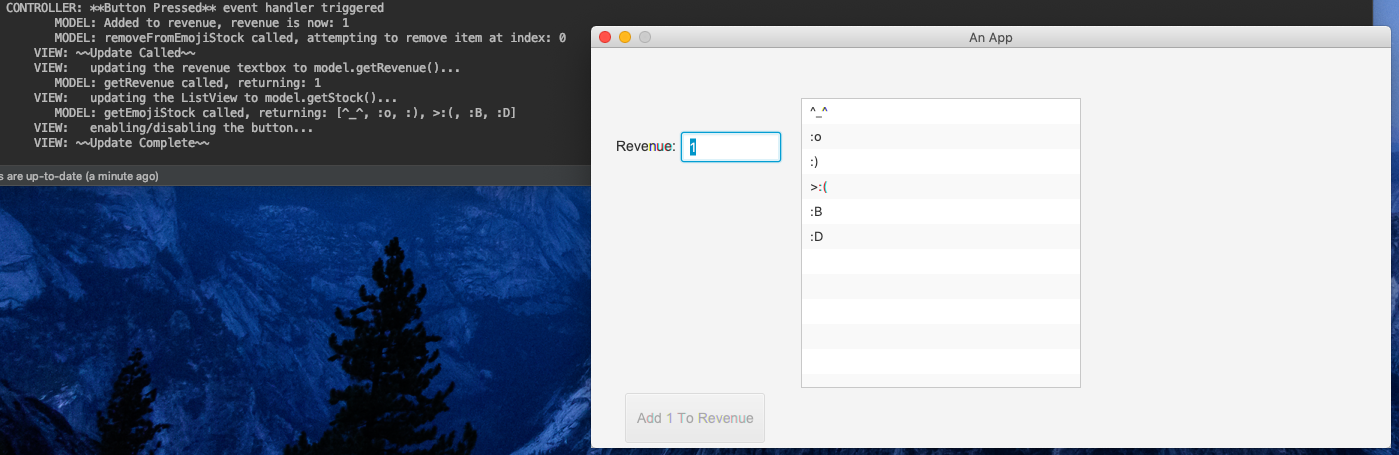 CONTROLLER: **Button Pressed** event handler triggered
MODEL: Added to revenue, revenue is now: 1
MODEL: removeFromEmojiStock called, attempting to remove item at index: 0
VIEW: ~~Update Called~~
VIEW: updating the revenue textbox to model.getRevenue()...
MODEL: getRevenue called, returning: 1
VIEW: updating the ListView to model.getStock()...
MODEL: getEmojiStock called, returning: [^_^, :o, :), >:(, :B, :D]
VIEW: enabling/disabling the button...
VIEW: ~~Update Complete~~
s are up-to-date (a minute ago)
An App
Revenue: 1
^_^
:o
:)
>:(
:B
:D
Add 1 To Revenue